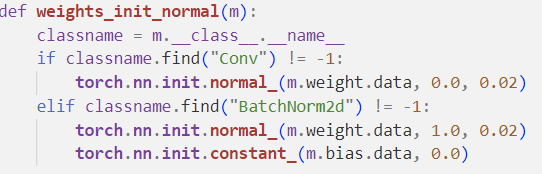 def weights_init_normal(m):
    classname = m.__class__.__name__
    if classname.find("Conv") != -1:
        torch.nn.init.normal_(m.weight.data, 0.0, 0.02)
    elif classname.find("BatchNorm2d") != -1:
        torch.nn.init.normal_(m.weight.data, 1.0, 0.02)
        torch.nn.init.constant_(m.bias.data, 0.0)